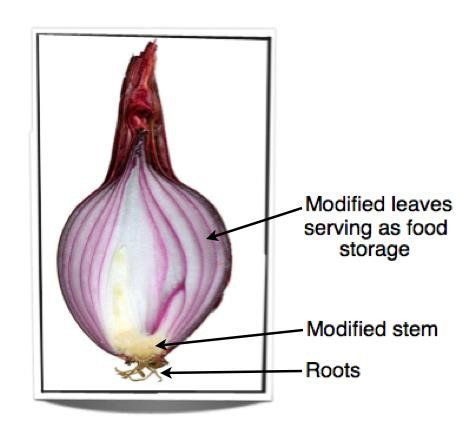 Modified leaves
serving as food
storage
Modified stem
Roots